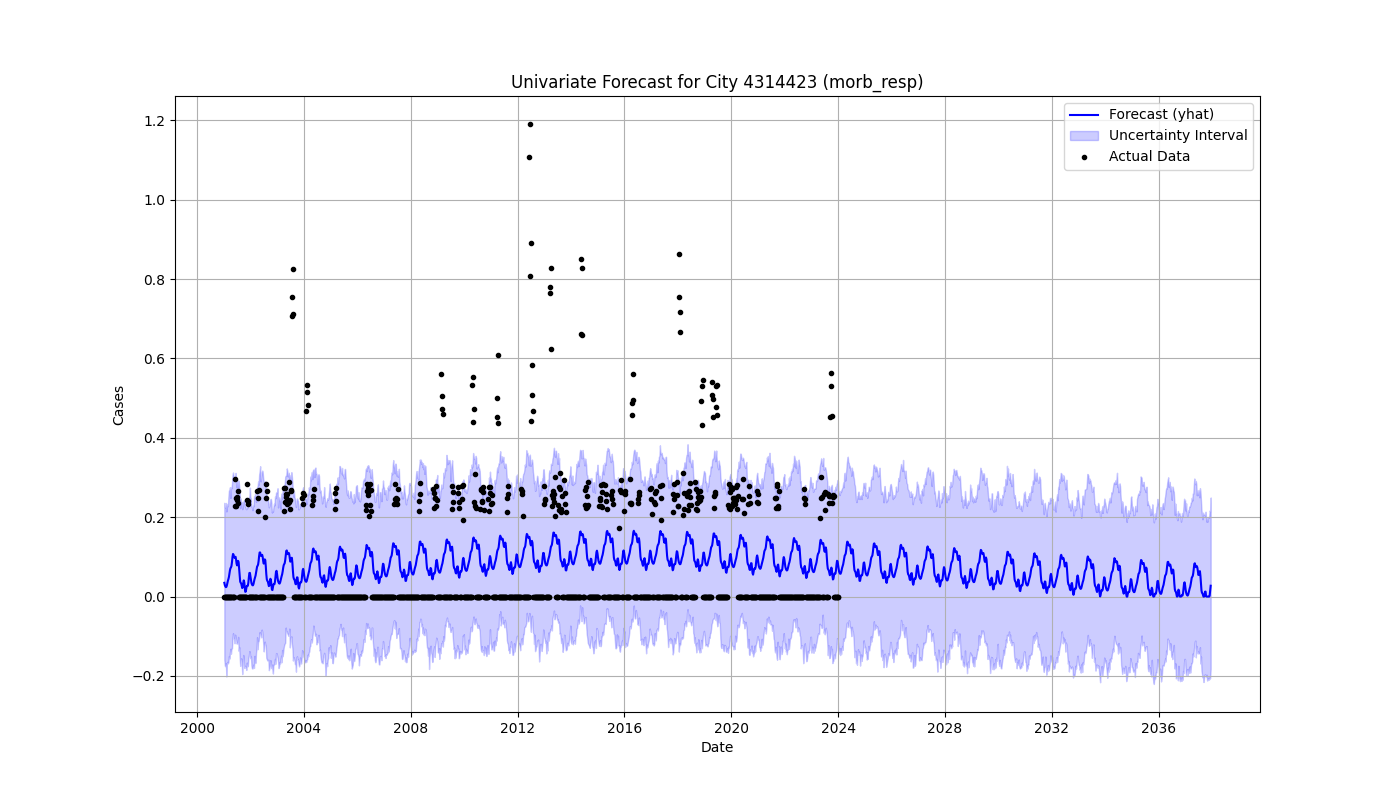 Univariate Forecast for City 4314423 (morb_resp)
Forecast (yhat)
Uncertainty Interval
Actual Data
Cases
1.2
1.0
0.8
0.6
0.4
0.2
0.0
−0.2
2000 2004 2008 2012 2016 2020 2024 2028 2032 2036
Date